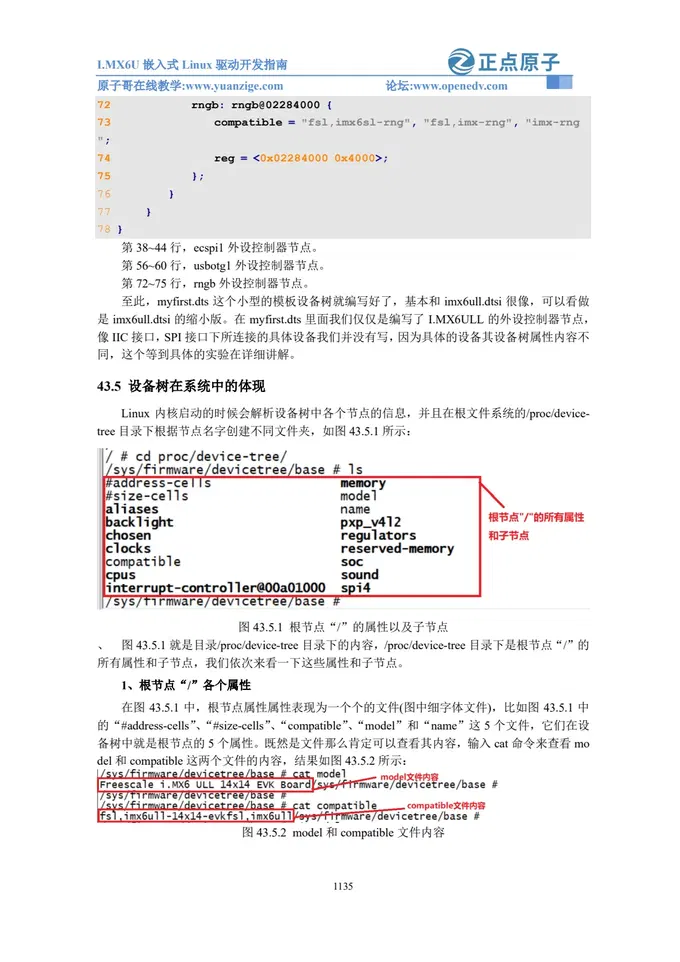 I.MX6U 嵌入式 Linux 驱动开发指南
正点原子
原子哥在线教学:www.yuanzige.com 论坛:www.openedv.com
72 rngb: rngb@02284000 {
73 compatible = "fsl,imx6sl-rng", "fsl,imx-rng", "imx-rng
";
74 reg = <0x02284000 0x4000>;
75 };
76 }
77 }
78 }
第 38~44 行，ecspi1 外设控制器节点。
第 56~60 行，usbotg1 外设控制器节点。
第 72~75 行，rngb 外设控制器节点。
至此，myfirst.dts 这个小型的模板设备树就编写好了，基本和 imx6ull.dtsi 很像，可以看做
是 imx6ull.dtsi 的缩小版。在 myfirst.dts 里面我们仅仅是编写了 I.MX6ULL 的外设控制器节点，
像 IIC 接口，SPI 接口下所连接的具体设备我们并没有写，因为具体的设备其设备树属性内容不
同，这个等到具体的实验在详细讲解。
43.5 设备树在系统中的体现
Linux 内核启动的时候会解析设备树中各个节点的信息，并且在根文件系统的/proc/device-
tree 目录下根据节点名字创建不同文件夹，如图 43.5.1 所示：
/ # cd proc/device-tree/
/sys/firmware/devicetree/base # ls
#address-cells memory
#size-cells model
aliases name
backlight pxp_v4l2
chosen regulators
clocks reserved-memory
compatible soc
cpus sound
interrupt-controller@00a01000 spi4
/sys/firmware/devicetree/base #
根节点"/"的所有属性
和子节点
图 43.5.1 根节点“/”的属性以及子节点
、 图 43.5.1 就是目录/proc/device-tree 目录下的内容，/proc/device-tree 目录下是根节点“/”的
所有属性和子节点，我们依次来看一下这些属性和子节点。
1、根节点“/”各个属性
在图 43.5.1 中，根节点属性属性表现为一个个的文件(图中细字体文件)，比如图 43.5.1 中
的“#address-cells”、“#size-cells”、“compatible”、“model”和“name”这 5 个文件，它们在设
备树中就是根节点的 5 个属性。既然是文件那么肯定可以查看其内容，输入 cat 命令来查看 mo
del 和 compatible 这两个文件的内容，结果如图 43.5.2 所示：
/sys/firmware/devicetree/base # cat model
model文件内容
Freescale i.MX6 ULL 14x14 EVK Board/sys/firmware/devicetree/base #
/sys/firmware/devicetree/base #
/sys/firmware/devicetree/base # cat compatible
compatible文件内容
fsl,imx6ull-14x14-evkfsl,imx6ull/sys/firmware/devicetree/base #
图 43.5.2 model 和 compatible 文件内容
1135